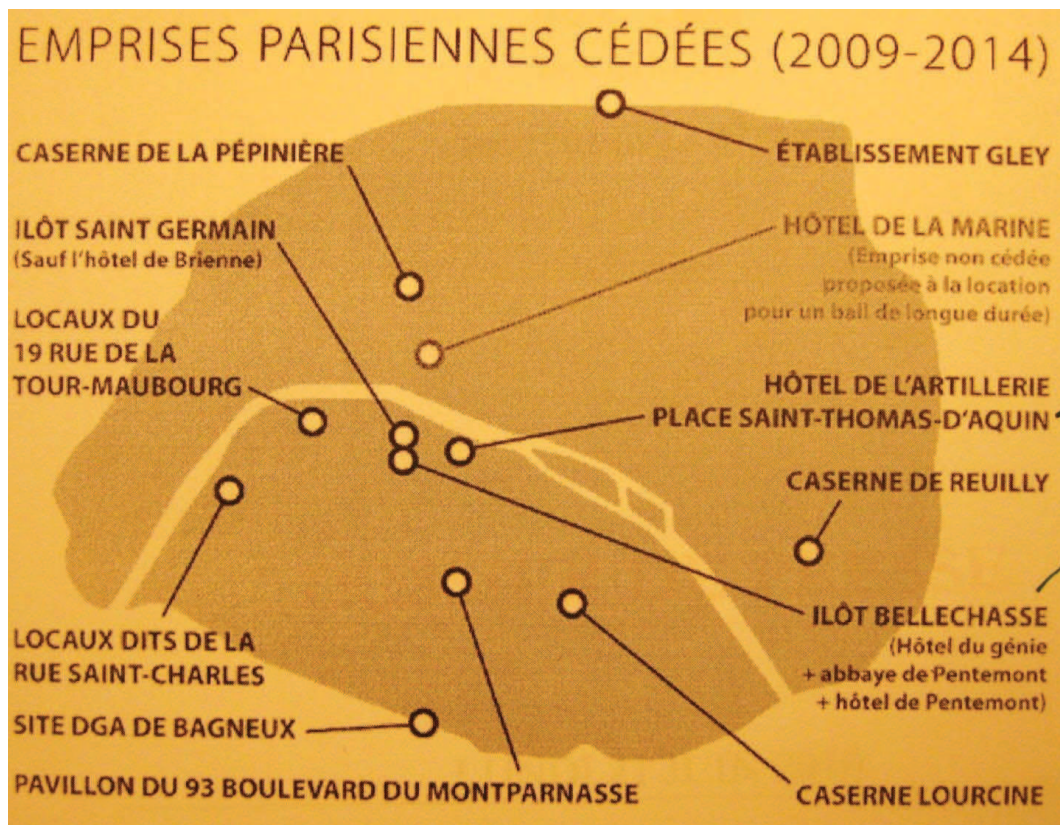 EMPRISES PARISIENNES CÉDÉES (2009-2014)
CASERNE DE LA PÉPINIÈRE
ÉTABLISSEMENT GLEY
ILÔT SAINT GERMAIN
(Sauf l'hôtel de Brienne)
HÔTEL DE LA MARINE
(Emprise non cédée
proposée à la location
pour un bail de longue durée)
LOCAUX DU
19 RUE DE LA
TOUR-MAUBOURG
HÔTEL DE L'ARTILLERIE
PLACE SAINT-THOMAS-D'AQUIN
CASERNE DE REUILLY
ILÔT BELLECHASSE
(Hôtel du génie
+ abbaye de Pentemont
+ hôtel de Pentemont)
LOCAUX DITS DE LA
RUE SAINT-CHARLES
SITE DGA DE BAGNEUX
PAVILLON DU 93 BOULEVARD DU MONTPARNASSE
CASERNE LOURCINE